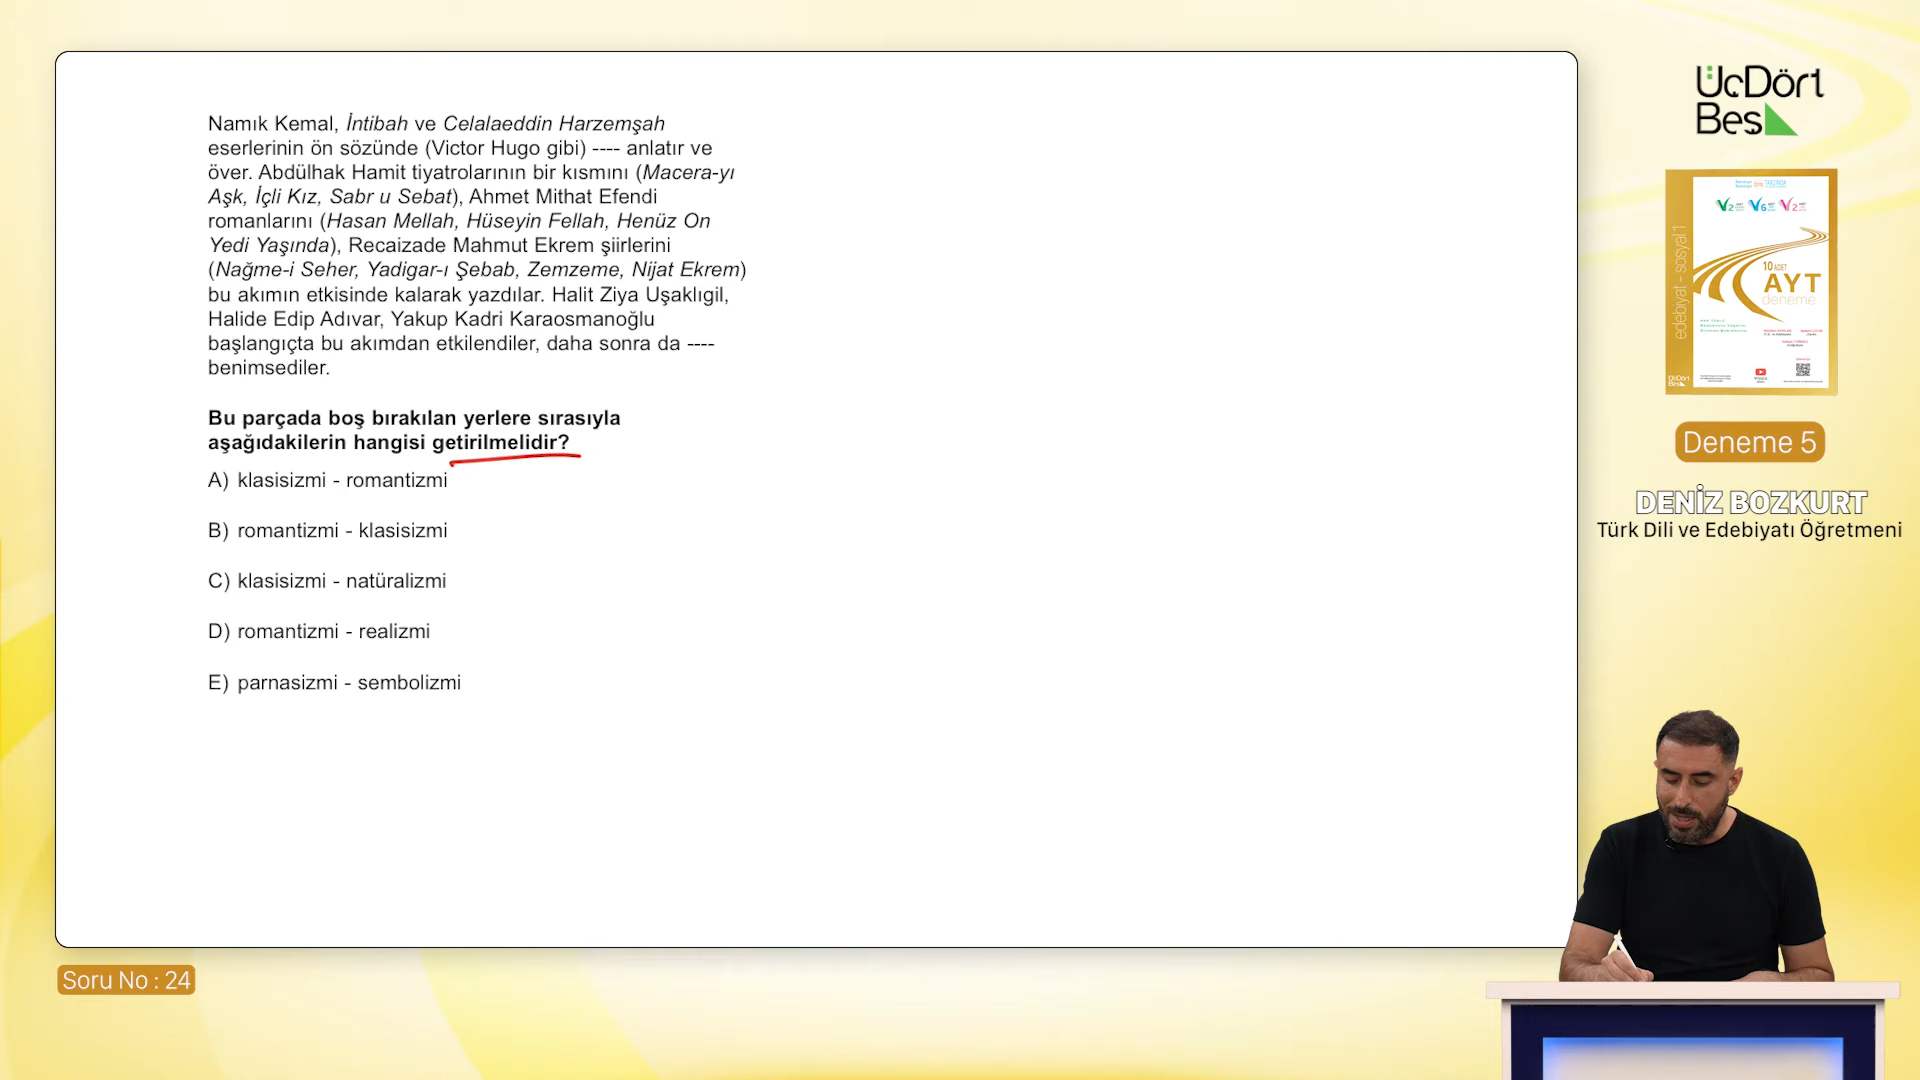 Namık Kemal, İntibah ve Celalaeddin Harzemşah
eserlerinin ön sözünde (Victor Hugo gibi) ---- anlatır ve
över. Abdülhak Hamit tiyatrolarının bir kısmını (Macera-yı
Aşk, İçli Kız, Sabr u Sebat), Ahmet Mithat Efendi
romanlarını (Hasan Mellah, Hüseyin Fellah, Henüz On
Yedi Yaşında), Recaizade Mahmut Ekrem şiirlerini
(Nağme-i Seher, Yadigar-ı Şebab, Zemzeme, Nijat Ekrem)
bu akımın etkisinde kalarak yazdılar. Halit Ziya Uşaklıgil,
Halide Edip Adıvar, Yakup Kadri Karaosmanoğlu
başlangıçta bu akımdan etkilendiler, daha sonra da ----
benimsediler.
Bu parçada boş bırakılan yerlere sırasıyla
aşağıdakilerin hangisi getirilmelidir?
A) klasisizmi - romantizmi
B) romantizmi - klasisizmi
C) klasisizmi - natüralizmi
D) romantizmi - realizmi
E) parnasizmi - sembolizmi
Soru No : 24
ÜçDört
Beş
edebiyat - sosyal 1
10 ADET
AYT
deneme
Deneme 5
DENİZ BOZKURT
Türk Dili ve Edebiyatı Öğretmeni